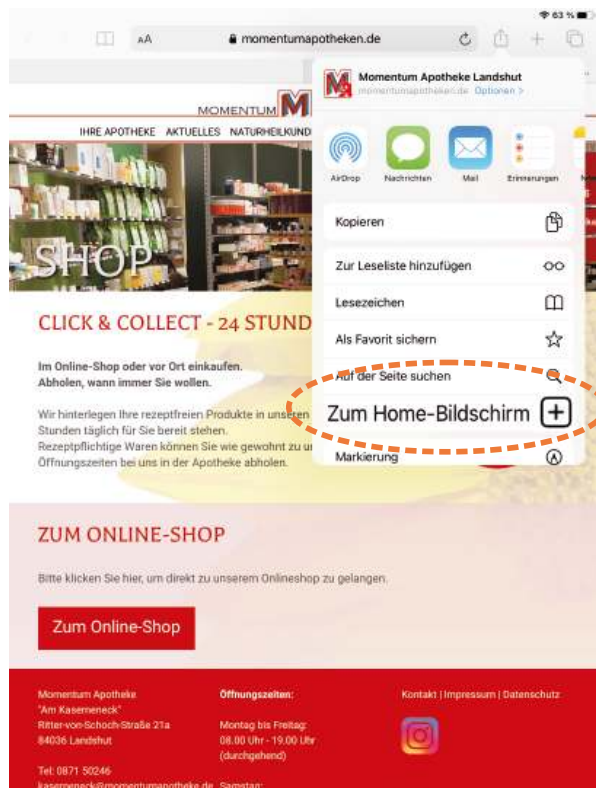 63 %
AA
momentumapotheken.de
Momentum Apotheke Landshut
momentumapotheken.de Optionen >
MOMENTUM M
IHRE APOTHEKE AKTUELLES NATURHEILKUND
AirDrop Nachrichten Mail Erinnerungen
SHOP
Kopieren
Zur Leseliste hinzufügen
Lesezeichen
Als Favorit sichern
Auf der Seite suchen
Zum Home-Bildschirm
Markierung
CLICK & COLLECT - 24 STUND
Im Online-Shop oder vor Ort einkaufen.
Abholen, wann immer Sie wollen.
Wir hinterlegen Ihre rezeptfreien Produkte in unseren
Stunden täglich für Sie bereit stehen.
Rezeptpflichtige Waren können Sie wie gewohnt zu u
Öffnungszeiten bei uns in der Apotheke abholen.
ZUM ONLINE-SHOP
Bitte klicken Sie hier, um direkt zu unserem Onlineshop zu gelangen.
Zum Online-Shop
Momentum Apotheke
"Am Kaserneneck"
Ritter-von-Schoch-Straße 21a
84036 Landshut
Tel: 0871 50246
kaserneneck@momentumapotheke.de
Öffnungszeiten:
Montag bis Freitag:
08.00 Uhr - 19.00 Uhr
(durchgehend)
Samstag:
Kontakt | Impressum | Datenschutz